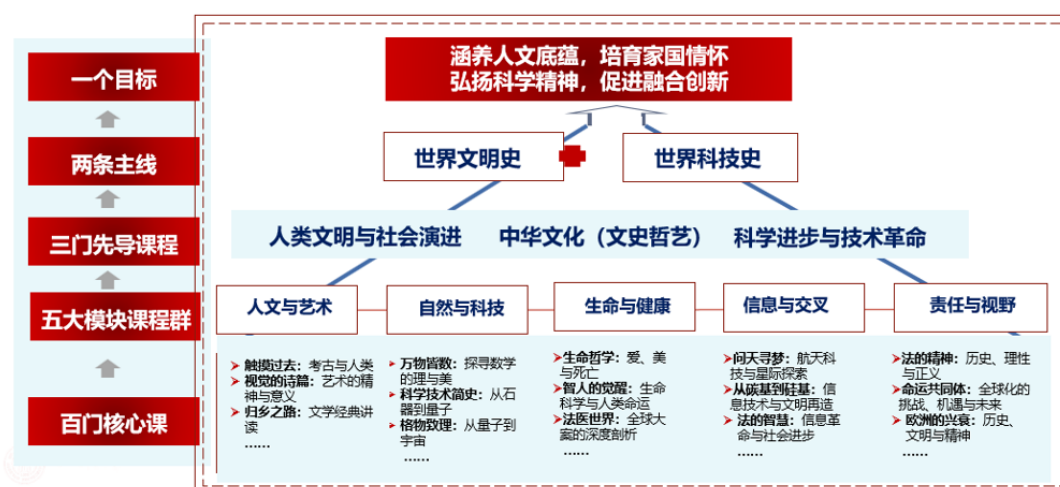 一个目标
两条主线
三门先导课程
五大模块课程群
百门核心课
涵养人文底蕴，培育家国情怀
弘扬科学精神，促进融合创新
世界文明史
世界科技史
人类文明与社会演进
中华文化（文史哲艺）
科学进步与技术革命
人文与艺术
自然与科技
生命与健康
信息与交叉
责任与视野
触摸过去：考古与人类
视觉的诗篇：艺术的精
神与意义
归乡之路：文学经典讲
读
……
万物皆数：探寻数学
的理与美
科学技术简史：从石
器到量子
格物致理：从量子到
宇宙
……
生命哲学：爱、美
与死亡
智人的觉醒：生命
科学与人类命运
法医世界：全球大
案的深度剖析
……
问天寻梦：航天科
技与星际探索
从碳基到硅基：信
息技术与文明再造
法的智慧：信息革
命与社会进步
……
法的精神：历史、理性
与正义
命运共同体：全球化的
挑战、机遇与未来
欧洲的兴衰：历史、
文明与精神
……